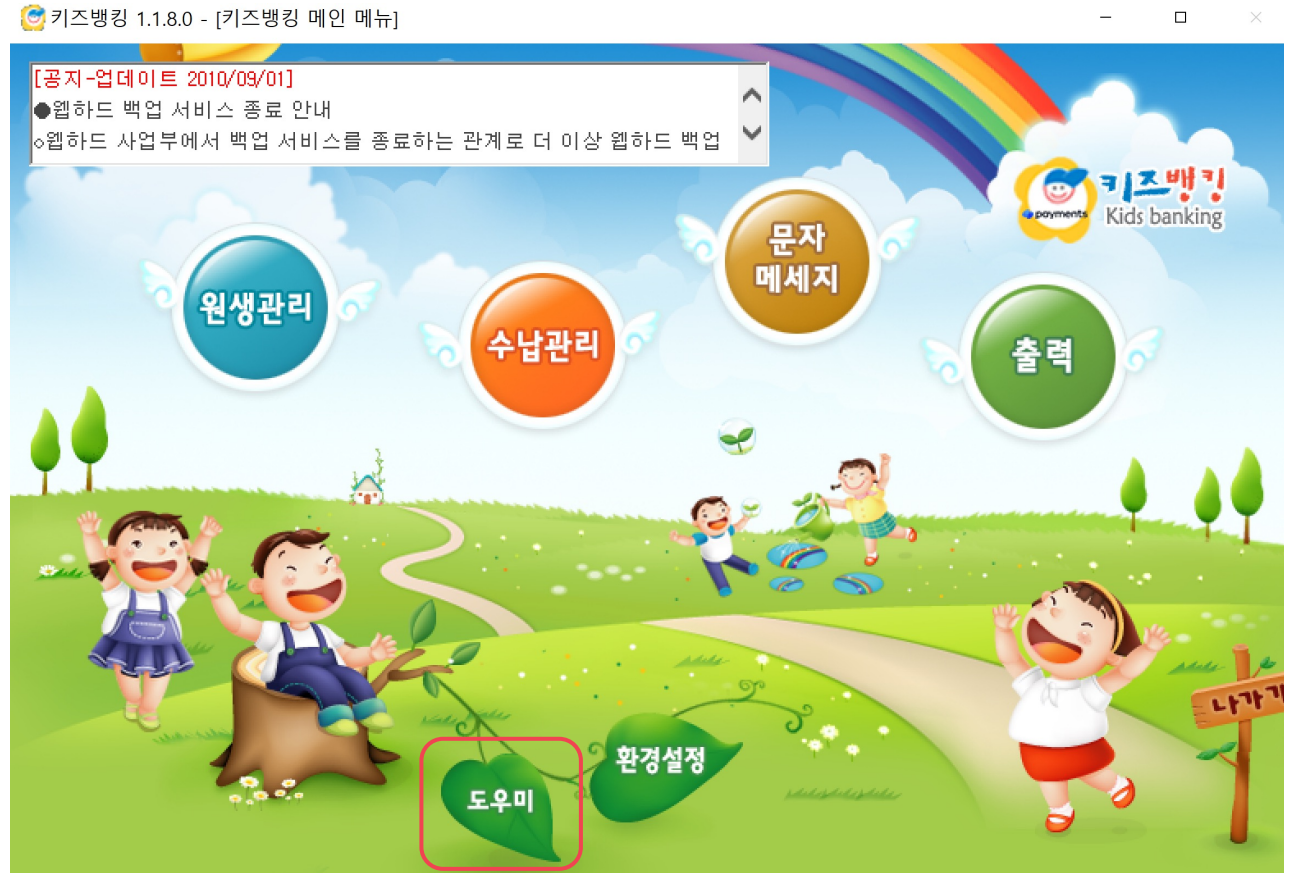 키즈뱅킹 1.1.8.0 - [키즈뱅킹 메인 메뉴]
[공지-업데이트 2010/09/01]
●웹하드 백업 서비스 종료 안내
○웹하드 사업부에서 백업 서비스를 종료하는 관계로 더 이상 웹하드 백업
payments
키즈뱅킹
Kids banking
문자
메세지
원생관리
수납관리
출력
나가기
환경설정
도우미